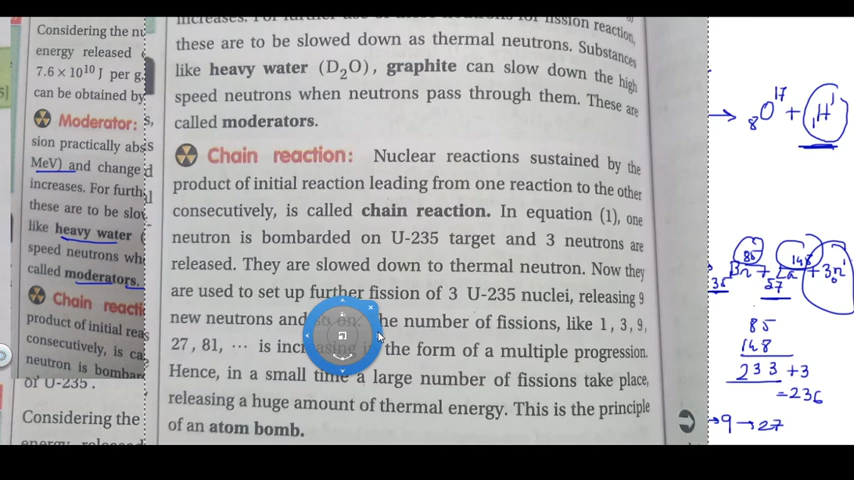 Considering the nu
energy released
7.6 × 10¹⁰ J per g
can be obtained by
Moderator:
sion practically abs
MeV) and change
increases. For furth
these are to be slov
like heavy water (
speed neutrons wh
called moderators.
Chain reacti
product of initial rea
consecutively, is ca
neutron is bombar
of U-235.
Considering the
these are to be slowed down as thermal neutrons. Substances
like heavy water (D₂O), graphite can slow down the high
speed neutrons when neutrons pass through them. These are
called moderators.
Chain reaction: Nuclear reactions sustained by the
product of initial reaction leading from one reaction to the other
consecutively, is called chain reaction. In equation (1), one
neutron is bombarded on U-235 target and 3 neutrons are
released. They are slowed down to thermal neutron. Now they
are used to set up further fission of 3 U-235 nuclei, releasing 9
new neutrons and so on. The number of fissions, like 1, 3, 9,
27, 81, ⋯ is increasing in the form of a multiple progression.
Hence, in a small time a large number of fissions take place,
releasing a huge amount of thermal energy. This is the principle
of an atom bomb.
→ ₈O¹⁷ + ₁H¹
85
148
233 + 3
= 236
→ 9 → 27